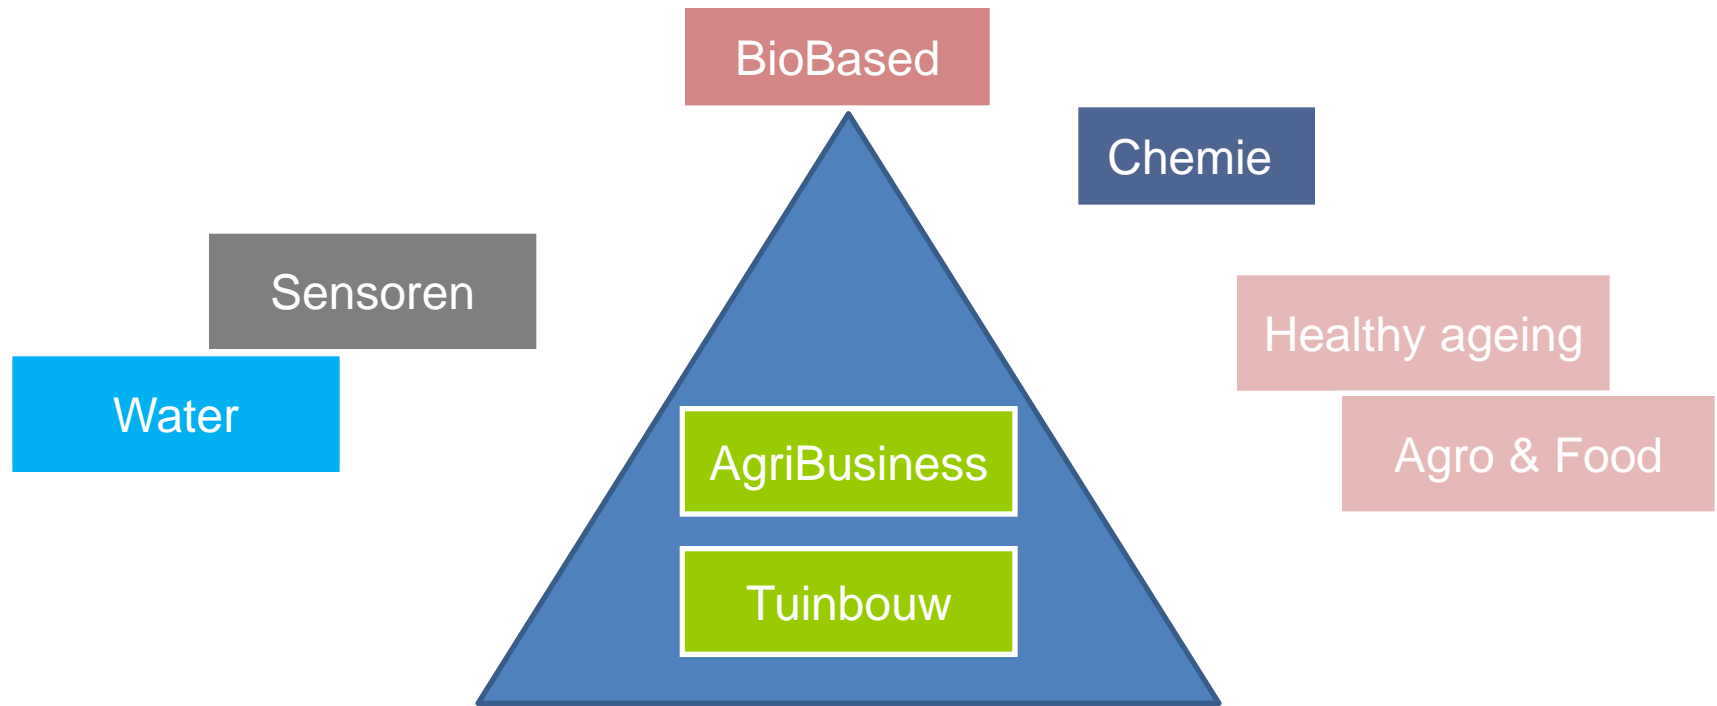 BioBased
Chemie
Sensoren
Healthy ageing
Water
Agro & Food
AgriBusiness
Tuinbouw